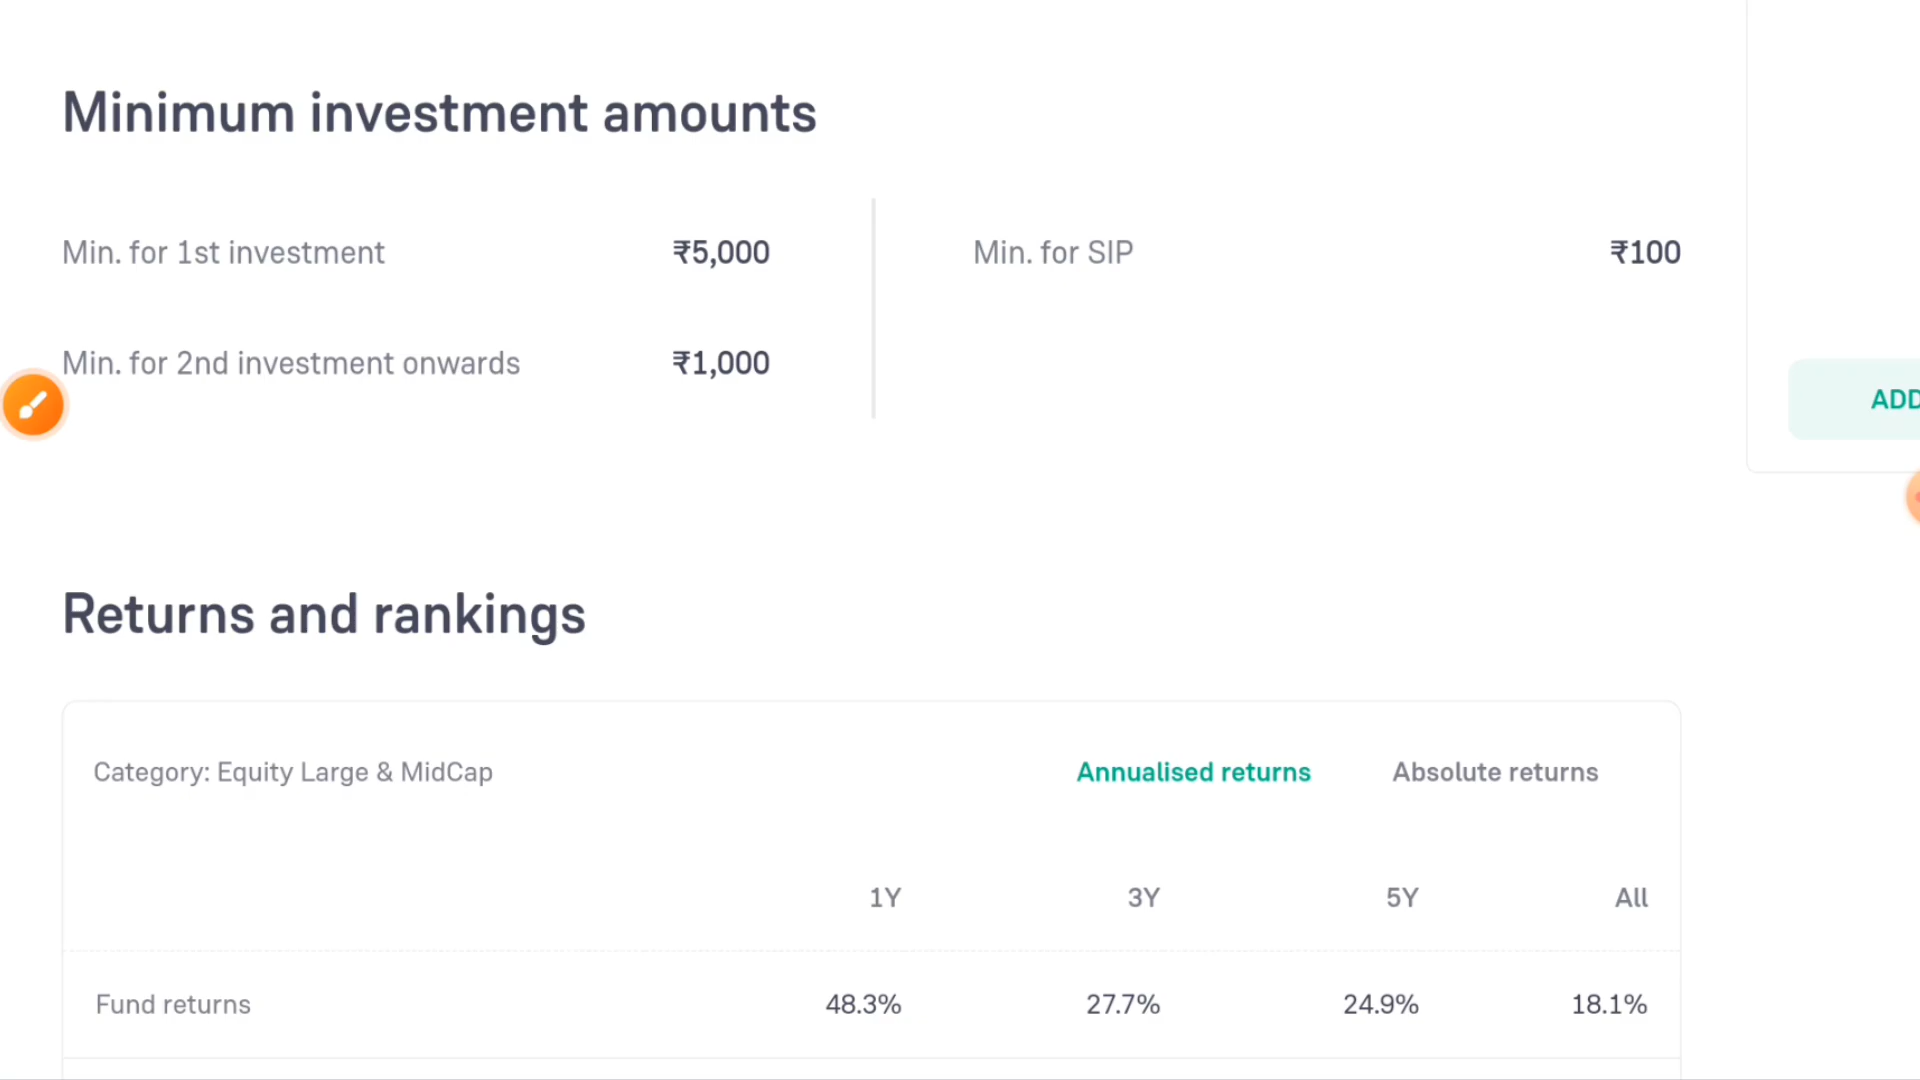 Minimum investment amounts
Min. for 1st investment ₹5,000 Min. for SIP ₹100
Min. for 2nd investment onwards ₹1,000
ADD
Returns and rankings
Category: Equity Large & MidCap Annualised returns Absolute returns
1Y 3Y 5Y All
Fund returns 48.3% 27.7% 24.9% 18.1%